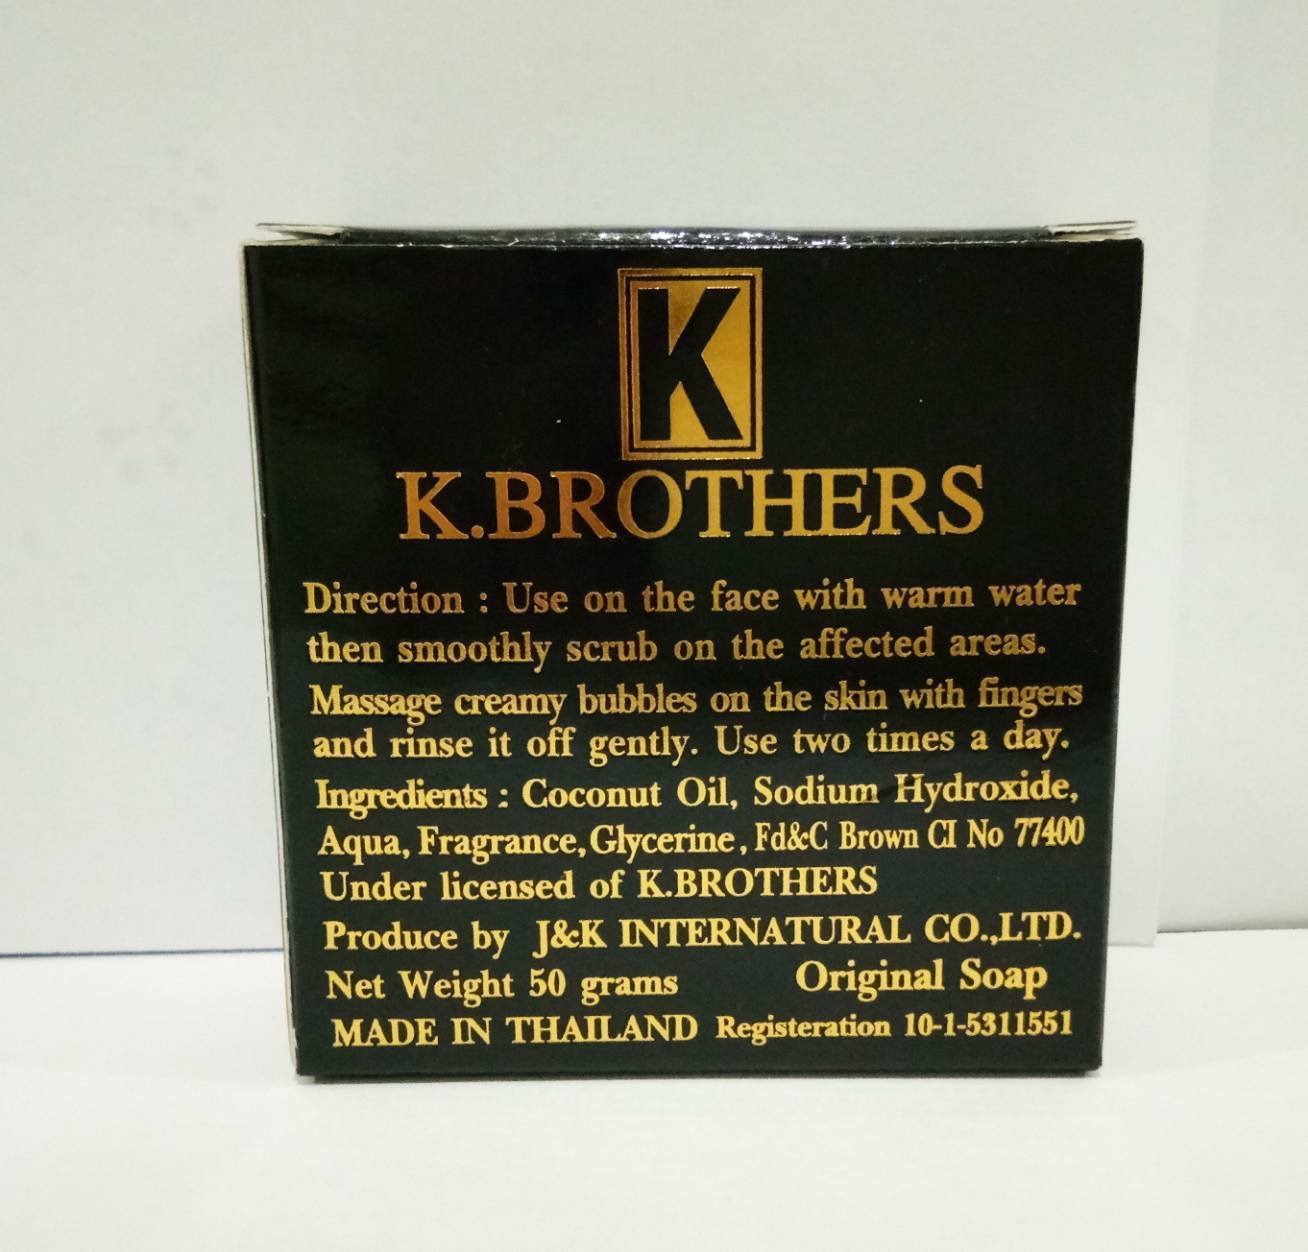 K
K.BROTHERS
Direction : Use on the face with warm water
then smoothly scrub on the affected areas.
Massage creamy bubbles on the skin with fingers
and rinse it off gently. Use two times a day.
Ingredients : Coconut Oil, Sodium Hydroxide,
Aqua, Fragrance, Glycerine, Fd&C Brown CI No 77400
Under licensed of K.BROTHERS
Produce by J&K INTERNATURAL CO.,LTD.
Net Weight 50 grams Original Soap
MADE IN THAILAND Registeration 10-1-5311551